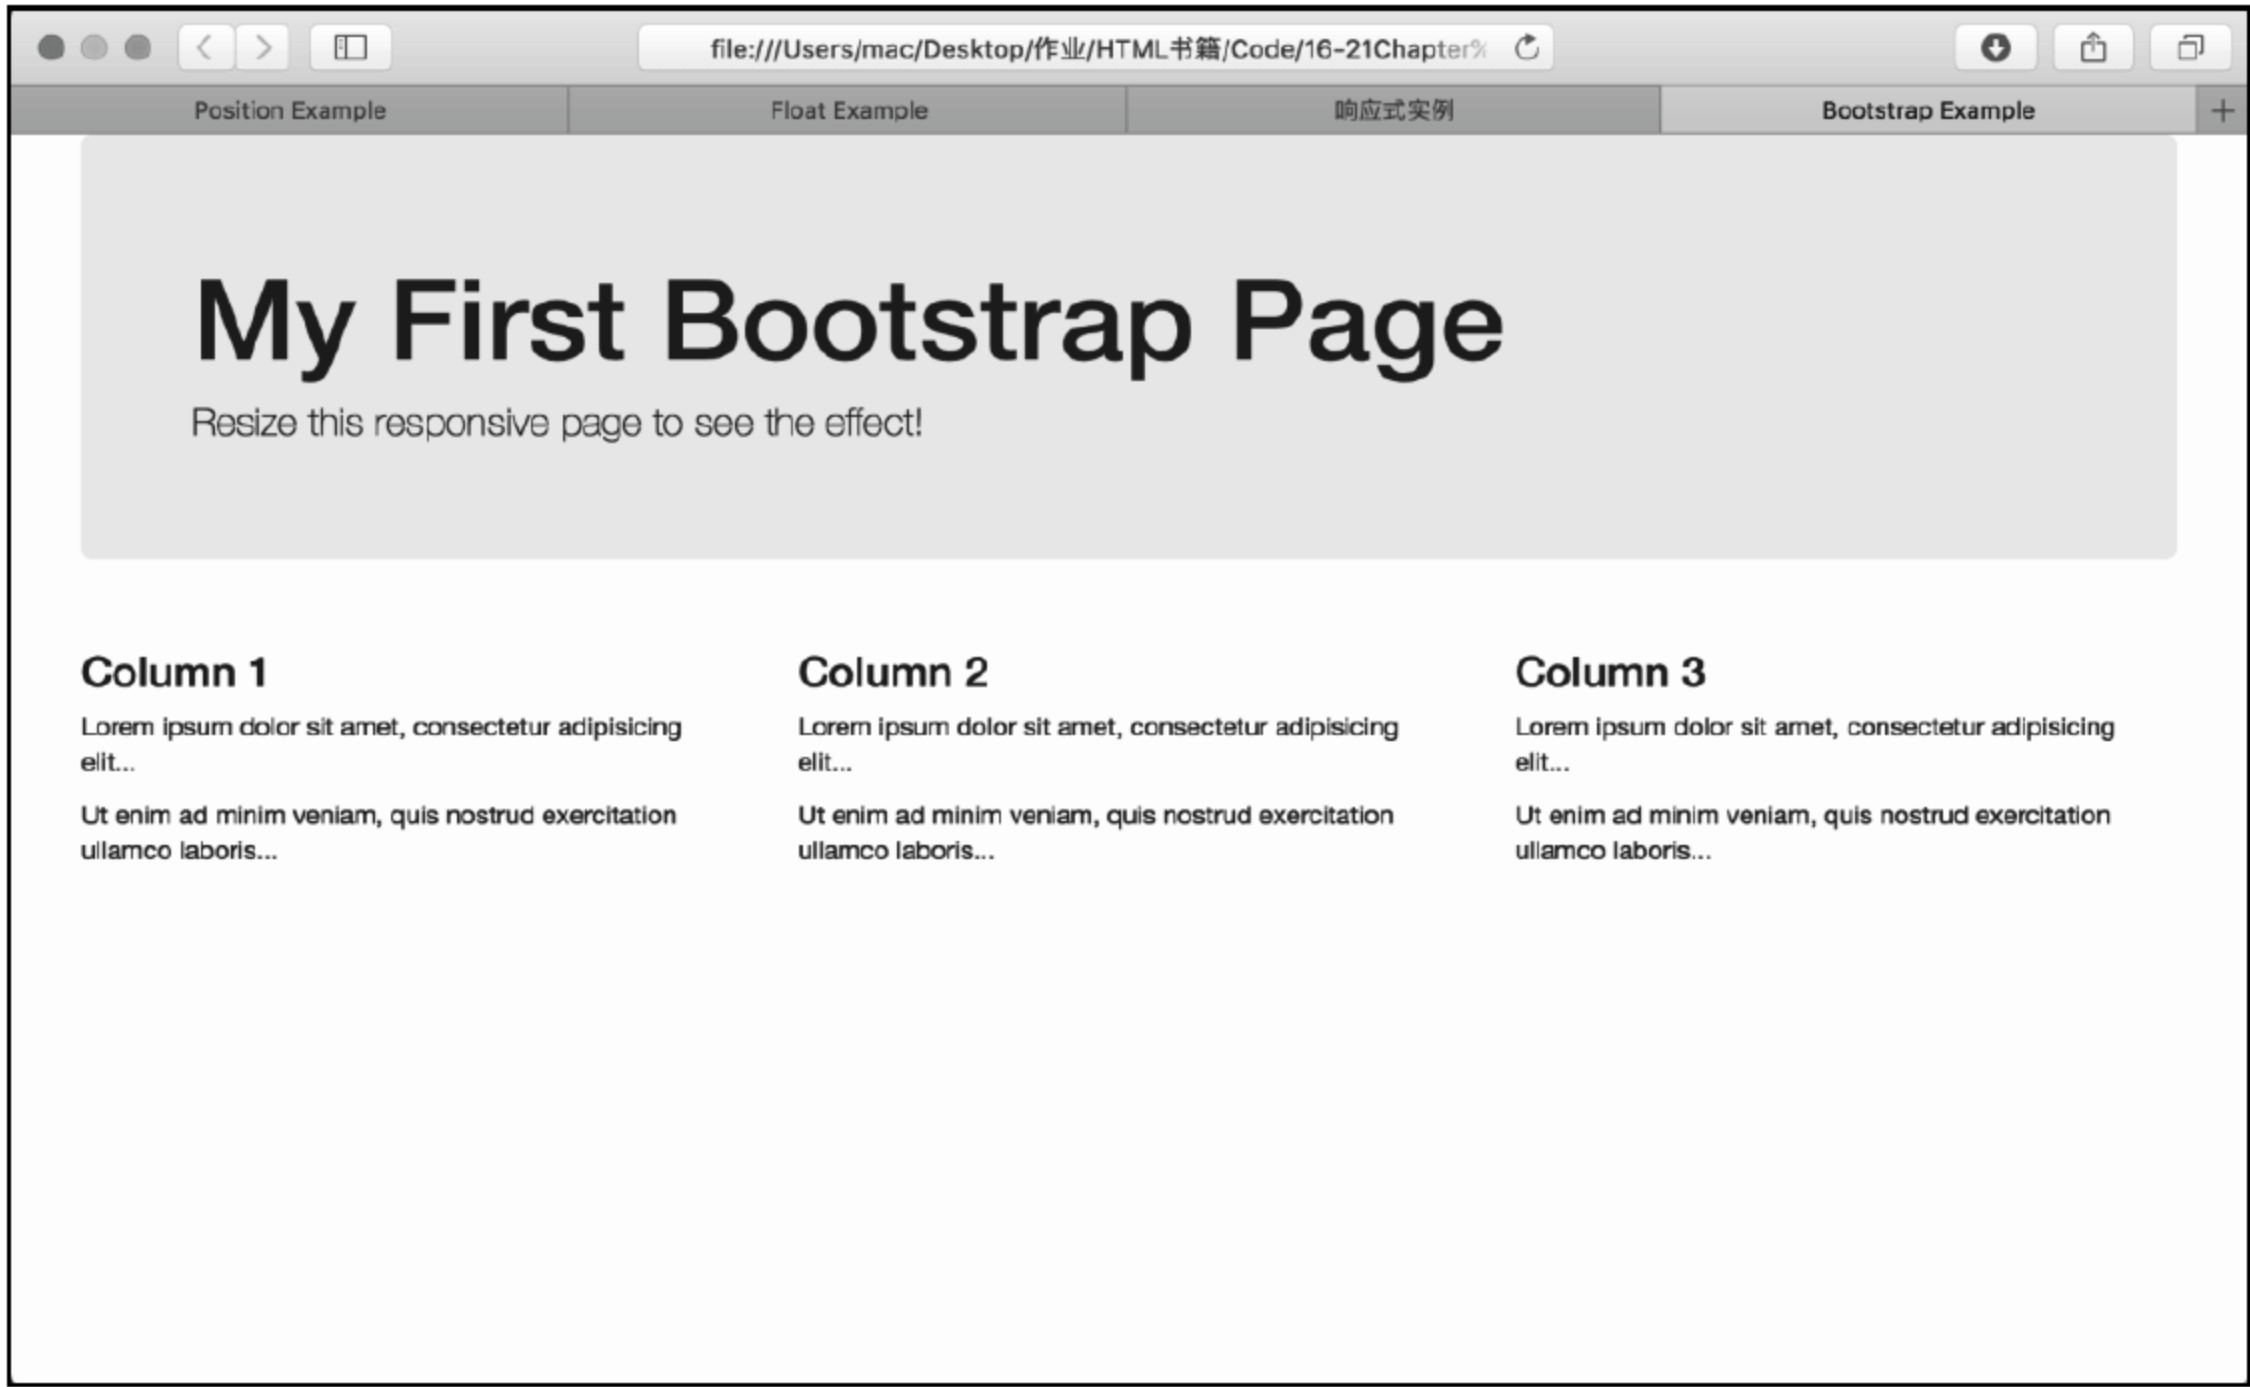 file:///Users/mac/Desktop/作业/HTML书籍/Code/16-21Chapter%
Position Example
Float Example
响应式实例
Bootstrap Example
My First Bootstrap Page
Resize this responsive page to see the effect!
Column 1
Lorem ipsum dolor sit amet, consectetur adipisicing
elit...
Ut enim ad minim veniam, quis nostrud exercitation
ullamco laboris...
Column 2
Lorem ipsum dolor sit amet, consectetur adipisicing
elit...
Ut enim ad minim veniam, quis nostrud exercitation
ullamco laboris...
Column 3
Lorem ipsum dolor sit amet, consectetur adipisicing
elit...
Ut enim ad minim veniam, quis nostrud exercitation
ullamco laboris...